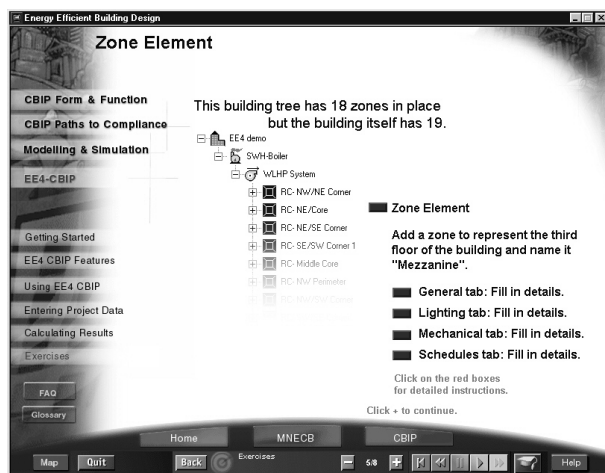 Energy Efficient Building Design
Zone Element
CBIP Form & Function
CBIP Paths to Compliance
Modelling & Simulation
EE4-CBIP
Getting Started
EE4 CBIP Features
Using EE4 CBIP
Entering Project Data
Calculating Results
Exercises
FAQ
Glossary
This building tree has 18 zones in place
but the building itself has 19.
EE4 demo
SWH-Boiler
WLHP System
RC- NW/NE Corner
RC- NE/Core
RC- NE/SE Corner
RC- SE/SW Corner 1
RC- Middle Core
RC- NW Perimeter
RC- NW/SW Corner
Zone Element
Add a zone to represent the third
floor of the building and name it
"Mezzanine".
General tab: Fill in details.
Lighting tab: Fill in details.
Mechanical tab: Fill in details.
Schedules tab: Fill in details.
Click on the red boxes
for detailed instructions.
Click + to continue.
Home MNECB CBIP
Map Quit Back Exercises 5/8 Help